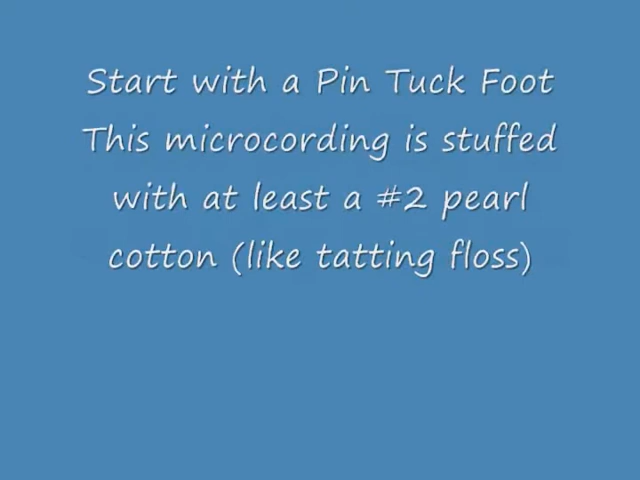 Start with a Pin Tuck Foot
This microcording is stuffed
with at least a #2 pearl
cotton (like tatting floss)